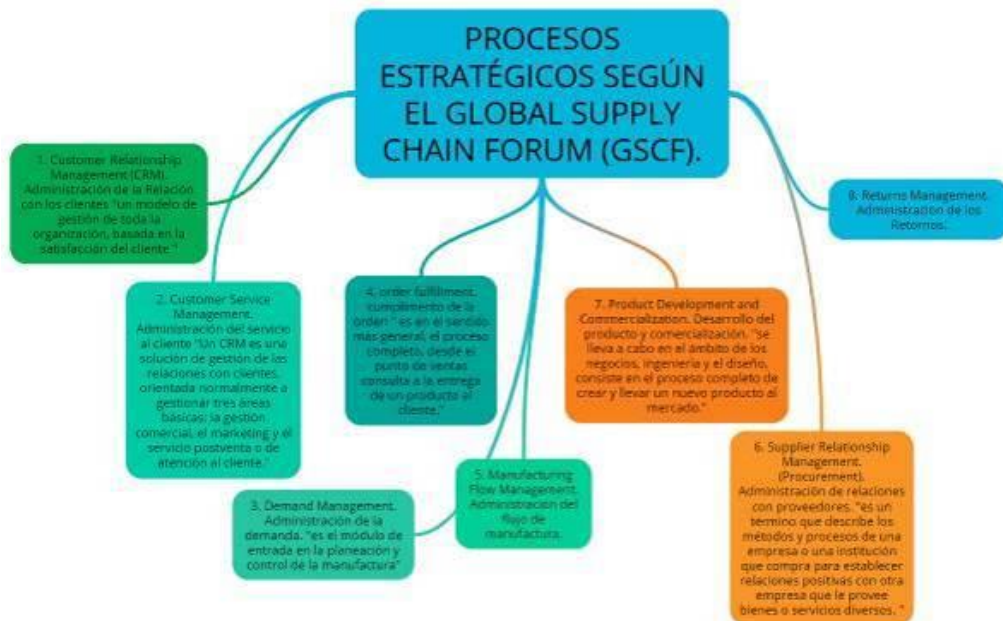 PROCESOS
ESTRATÉGICOS SEGÚN
EL GLOBAL SUPPLY
CHAIN FORUM (GSCF).
1. Customer Relationship
Management (CRM).
Administración de la Relación
con los clientes "un modelo de
gestión de toda la
organización, basada en la
satisfacción del cliente "
2. Customer Service
Management.
Administración del servicio
al cliente "Un CRM es una
solución de gestión de las
relaciones con clientes,
orientada normalmente a
gestionar tres áreas
básicas: la gestión
comercial, el marketing y el
servicio postventa o de
atención al cliente."
3. Demand Management.
Administración de la
demanda. "es el módulo de
entrada en la planeación y
control de la manufactura"
4. order fulfillment.
cumplimiento de la
orden " es en el sentido
más general, el proceso
completo, desde el
punto de ventas
consulta a la entrega
de un producto al
cliente."
5. Manufacturing
Flow Management.
Administración del
flujo de
manufactura.
7. Product Development and
Commercialization. Desarrollo del
producto y comercialización. "se
lleva a cabo en el ámbito de los
negocios, ingeniería y el diseño,
consiste en el proceso completo de
crear y llevar un nuevo producto al
mercado."
6. Supplier Relationship
Management.
(Procurement).
Administración de relaciones
con proveedores. "es un
termino que describe los
métodos y procesos de una
empresa o una institución
que compra para establecer
relaciones positivas con otra
empresa que le provee
bienes o servicios diversos. "
8. Returns Management.
Administración de los
Retornos.